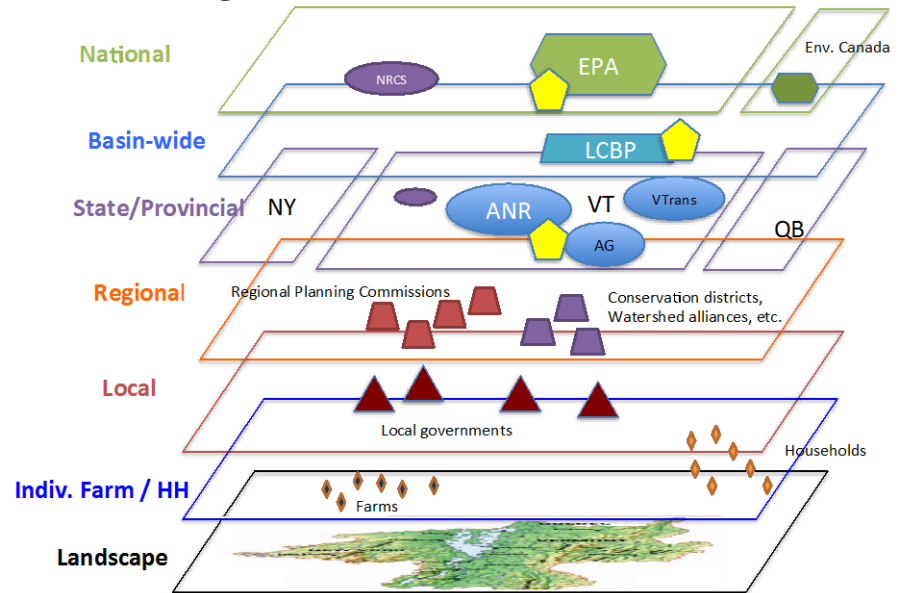 National
NRCS
EPA
Env. Canada
Basin-wide
LCBP
State/Provincial
NY
ANR
VT
VTrans
AG
QB
Regional
Regional Planning Commissions
Conservation districts,
Watershed alliances, etc.
Local
Local governments
Households
Indiv. Farm / HH
Farms
Landscape